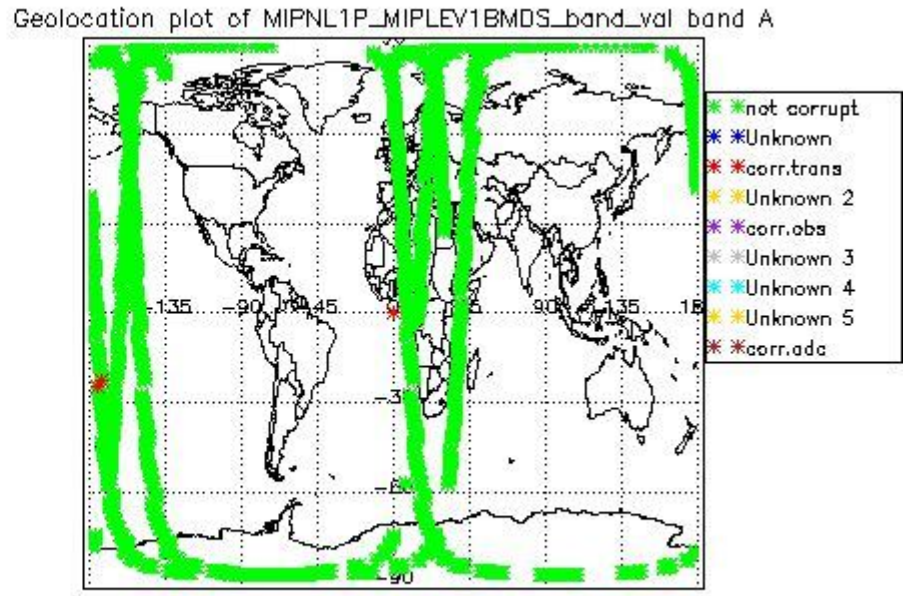 Geolocation plot of MIPNL1P_MIPLEV1BMDS_band_val band A
not corrupt
Unknown
corr.trans
Unknown 2
corr.obs
Unknown 3
Unknown 4
Unknown 5
corr.adc
-135 -90 45 90 135
-90